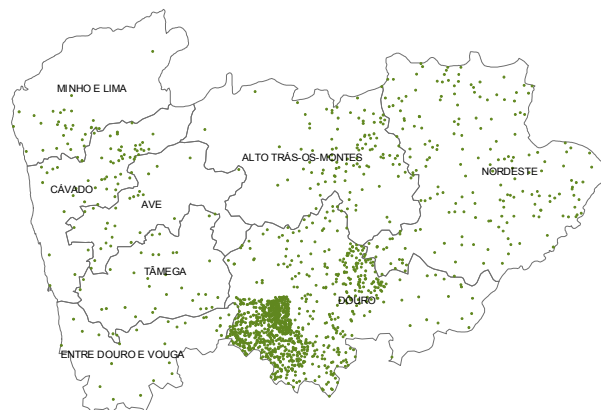 MINHO E LIMA
ALTO TRÁS-OS-MONTES
NORDESTE
CÁVADO
AVE
TÂMEGA
DOURO
ENTRE DOURO E VOUGA